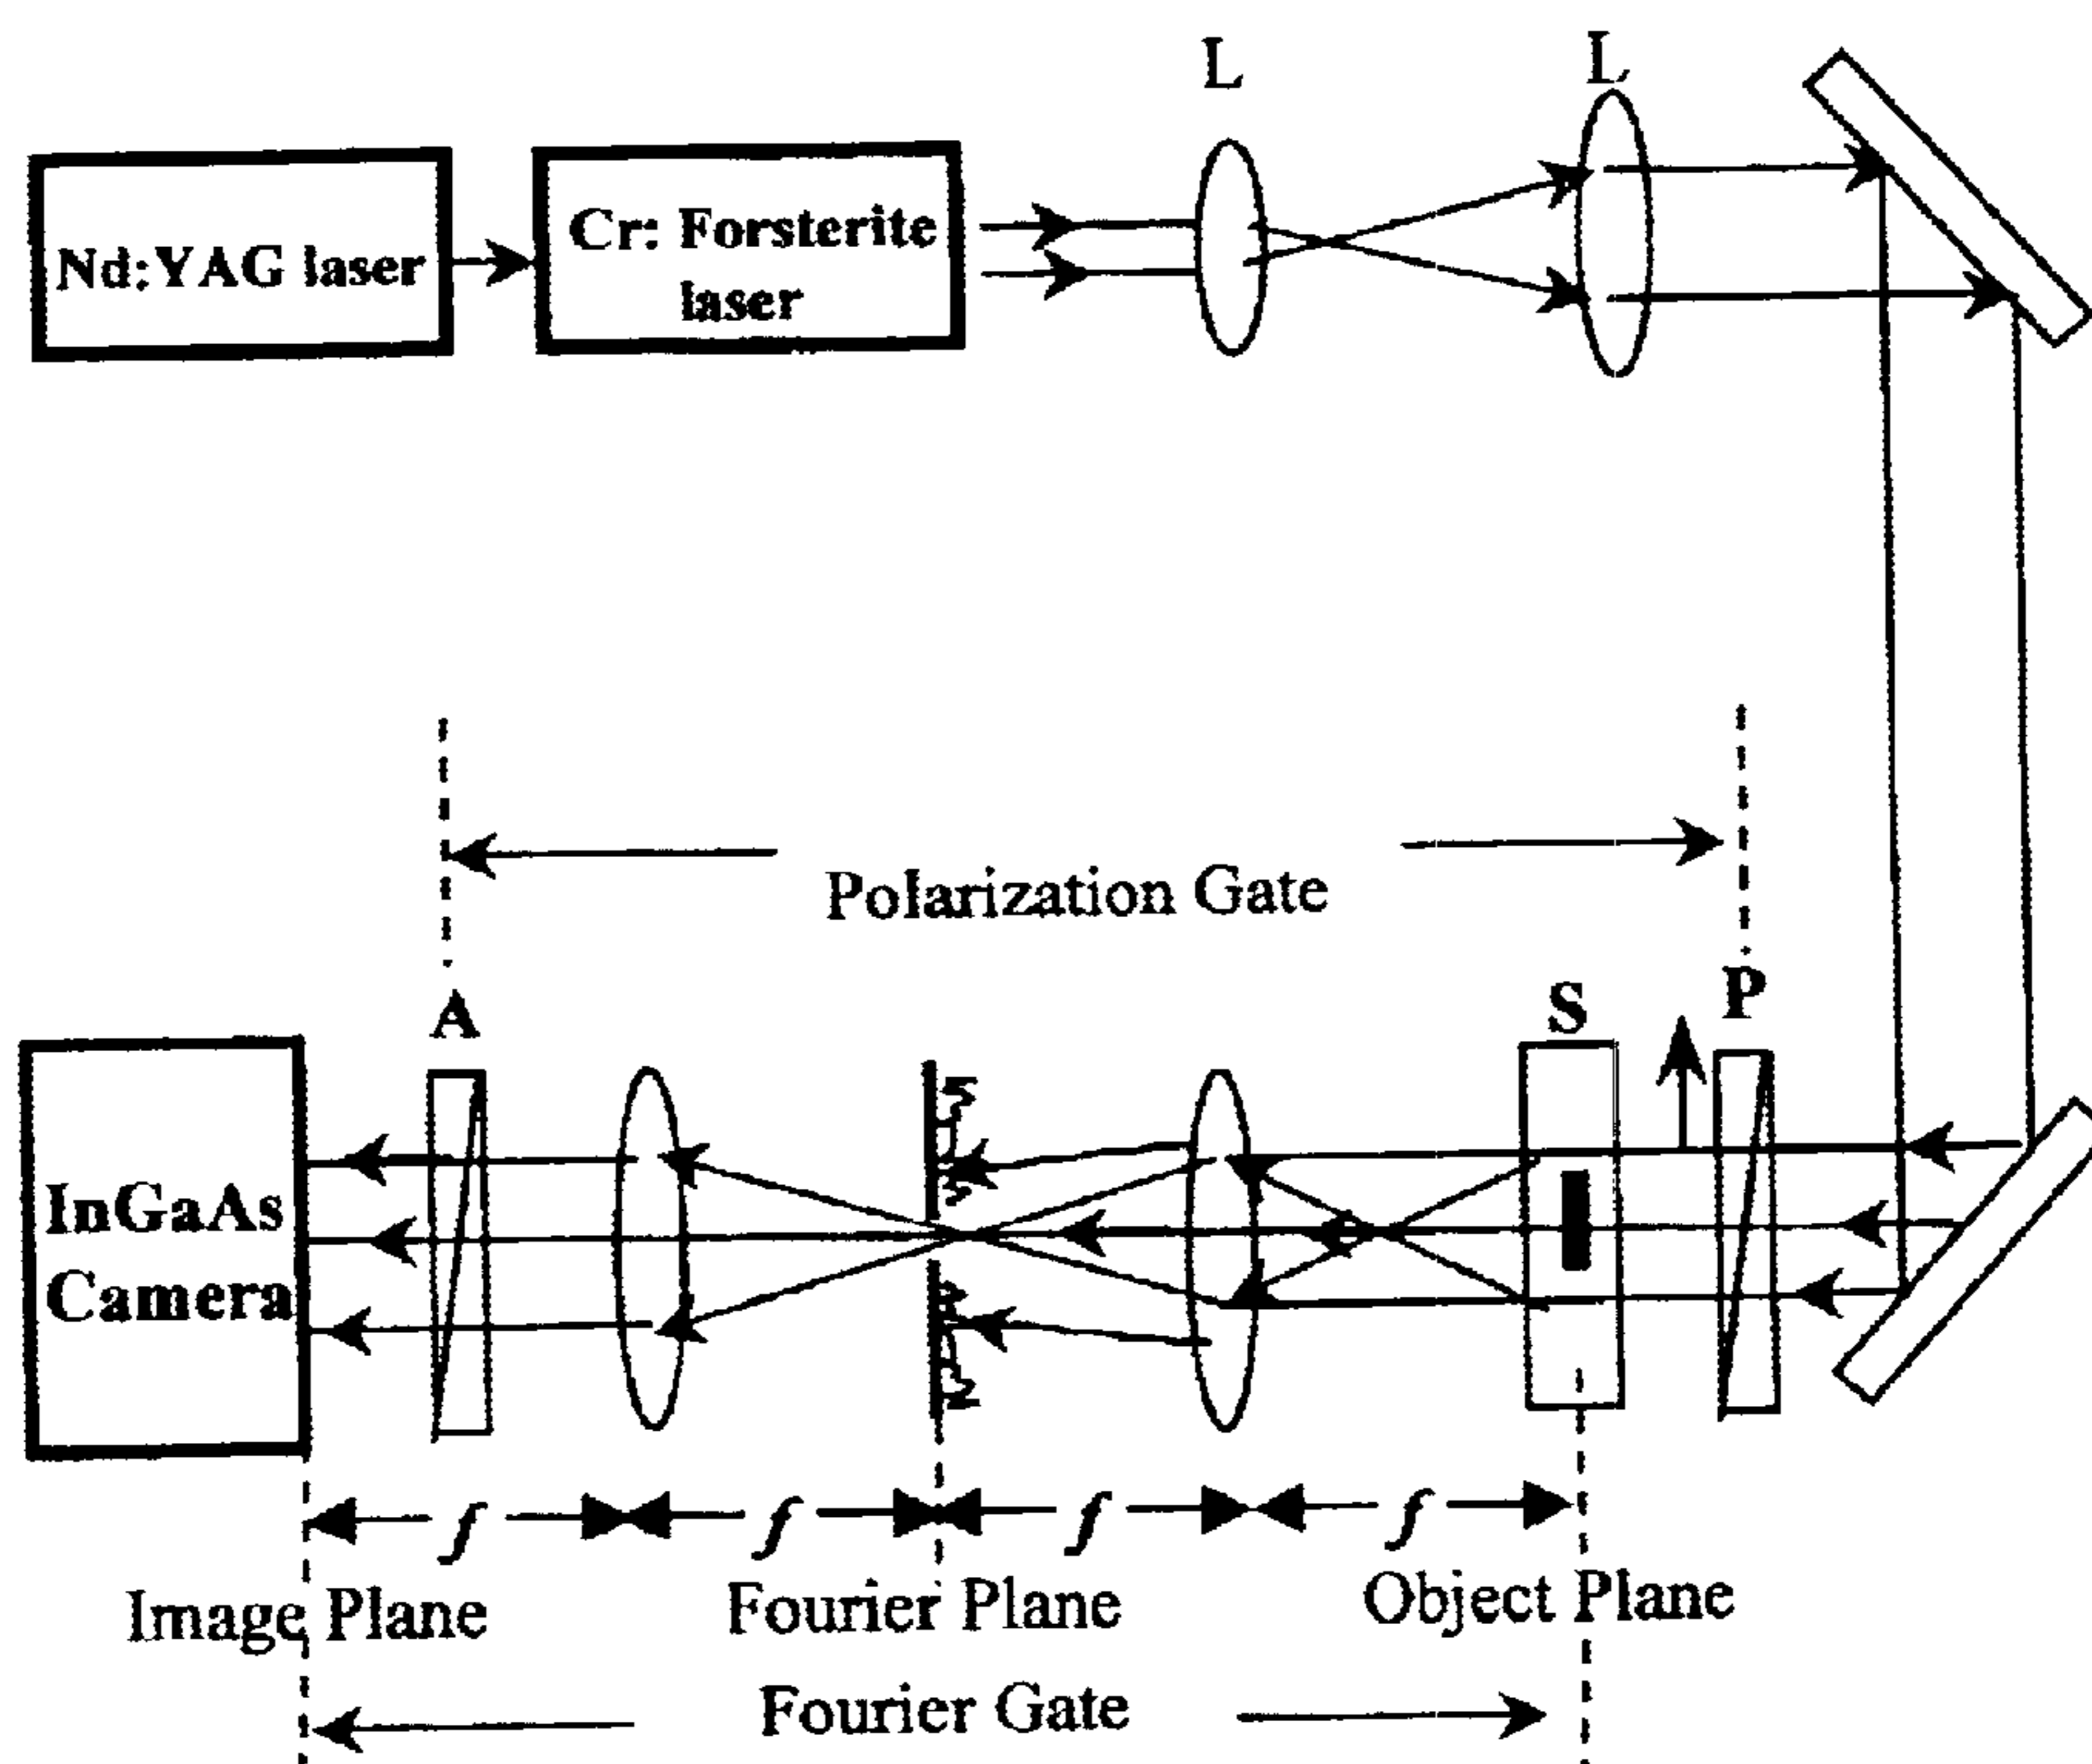 L
L
Nd:YAG laser
Cr: Forsterite
laser
Polarization Gate
A
S
P
InGaAs
Camera
f
f
f
f
Image Plane
Fourier Plane
Object Plane
Fourier Gate